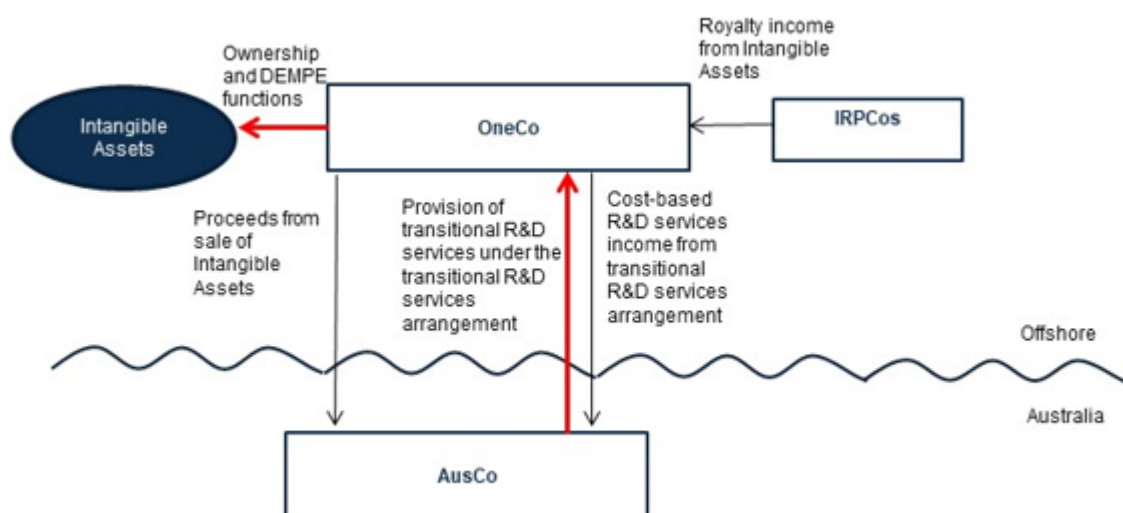 Ownership
and DEMPE
functions
Royalty income
from Intangible
Assets
Intangible
Assets
OneCo
IRPCos
Proceeds from
sale of
Intangible
Assets
Provision of
transitional R&D
services under the
transitional R&D
services
arrangement
Cost-based
R&D services
income from
transitional
R&D services
arrangement
Offshore
Australia
AusCo